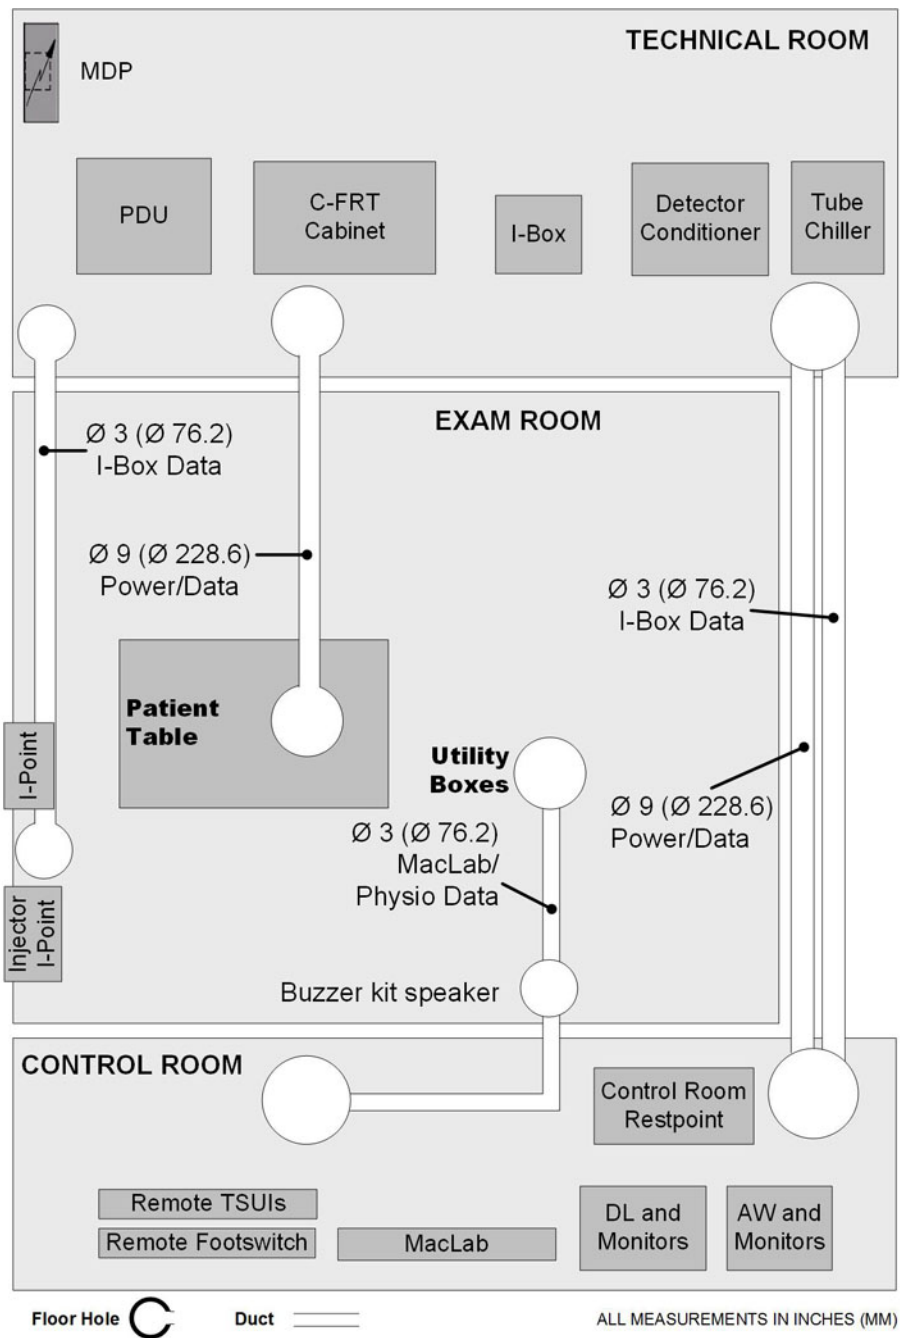 TECHNICAL ROOM
MDP
PDU
C-FRT
Cabinet
I-Box
Detector
Conditioner
Tube
Chiller
EXAM ROOM
Ø 3 (Ø 76.2)
I-Box Data
Ø 9 (Ø 228.6)
Power/Data
Ø 3 (Ø 76.2)
I-Box Data
Patient
Table
I-Point
Utility
Boxes
Ø 9 (Ø 228.6)
Power/Data
Ø 3 (Ø 76.2)
MacLab/
Physio Data
Injector
I-Point
Buzzer kit speaker
CONTROL ROOM
Control Room
Restpoint
Remote TSUIs
Remote Footswitch
MacLab
DL and
Monitors
AW and
Monitors
Floor Hole
Duct
ALL MEASUREMENTS IN INCHES (MM)